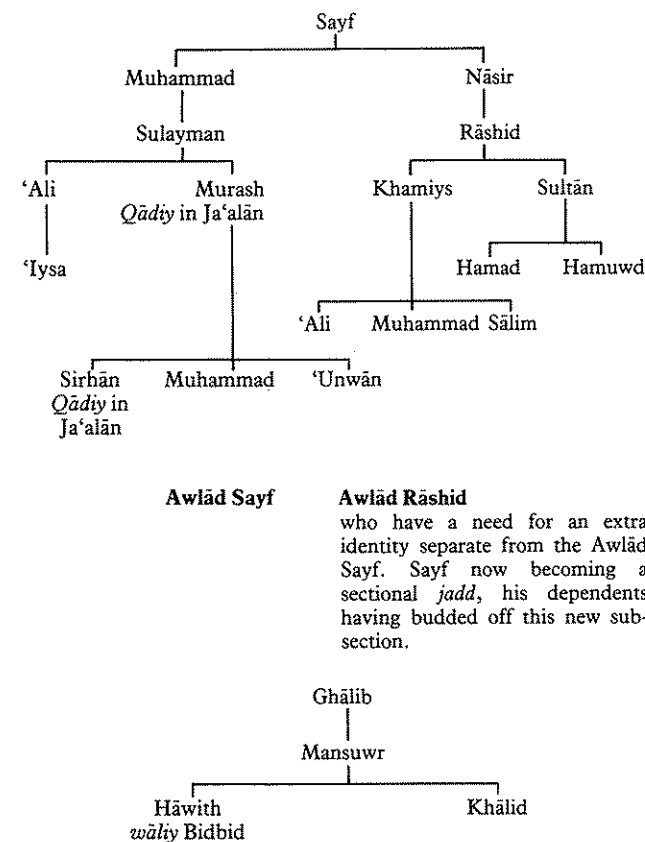 Sayf
Muhammad Nāsir
Sulayman Rāshid
‘Ali Murash Khamiys Sultān
Qādiy in Ja‘alān
‘Iysa Hamad Hamuwd
‘Ali Muhammad Sālim
Sirhān Muhammad ‘Unwān
Qādiy in
Ja‘alān
Awlād Sayf Awlād Rāshid
who have a need for an extra
identity separate from the Awlād
Sayf. Sayf now becoming a
sectional jadd, his dependents
having budded off this new sub-
section.
Ghālib
Mansuwr
Hāwith Khālid
wāliy Bidbid